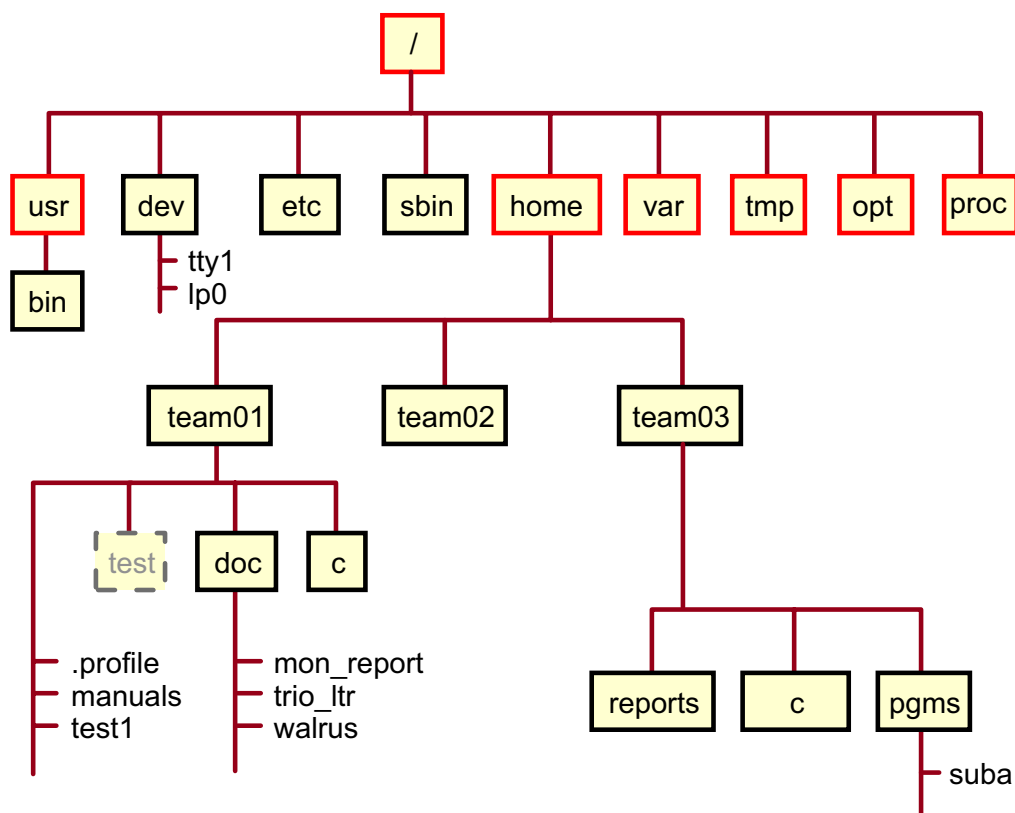 /
usr dev etc sbin home var tmp opt proc
tty1
bin lp0
team01 team02 team03
test doc c
.profile mon_report
manuals trio_ltr reports c pgms
test1 walrus
suba